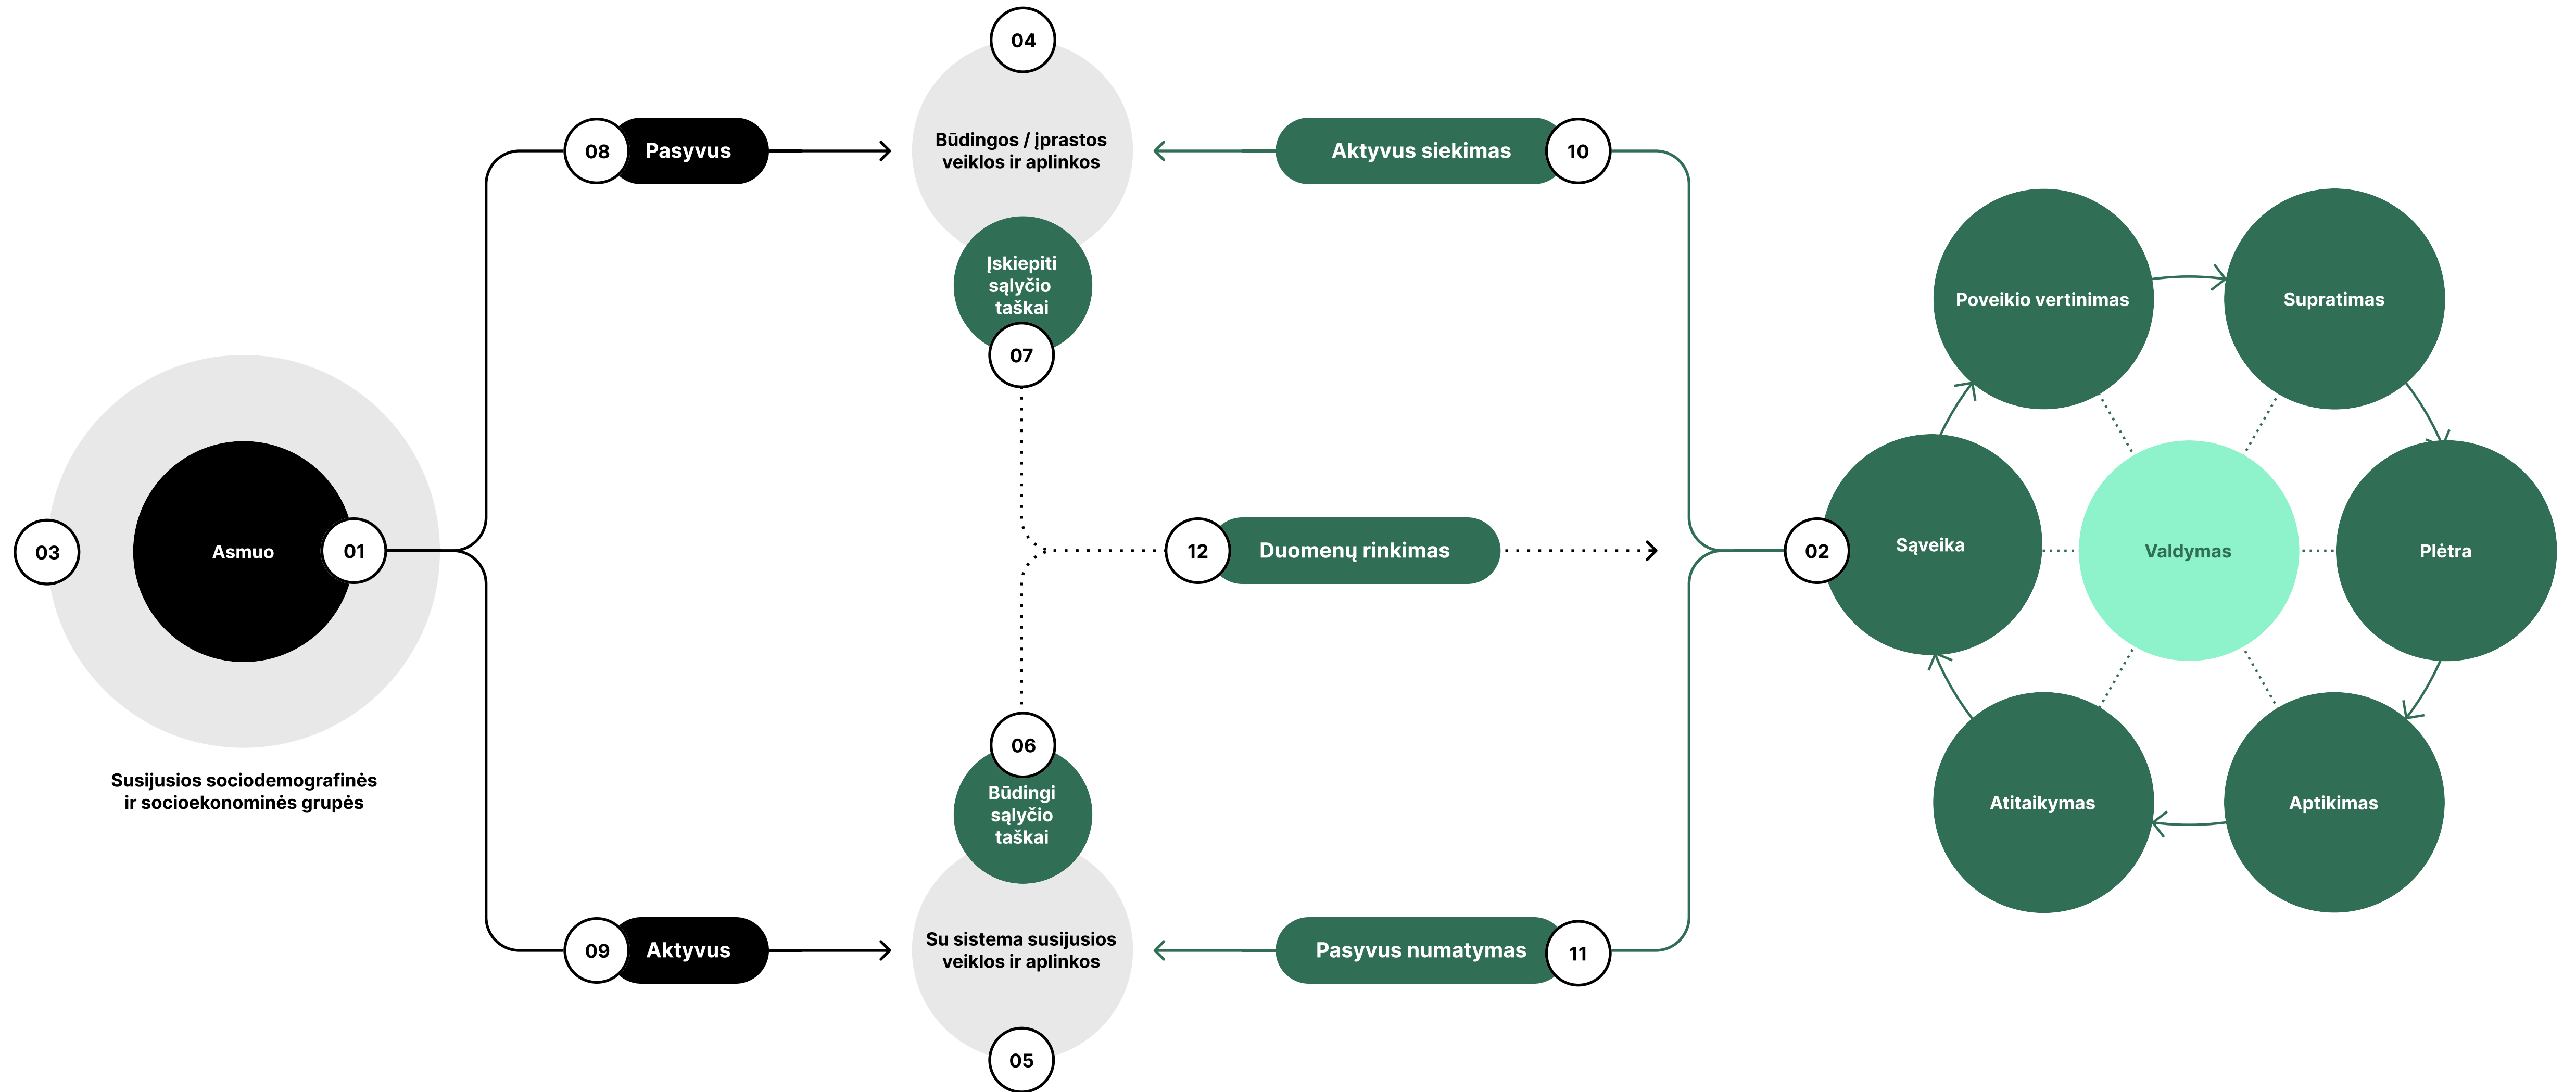 04
Būdingos / įprastos
veiklos ir aplinkos
08
Pasyvus
Aktyvus siekimas
10
Įskiepiti
sąlyčio
taškai
07
Poveikio vertinimas
Supratimas
03
Asmuo
01
12
Duomenų rinkimas
02
Sąveika
Valdymas
Plėtra
Susijusios sociodemografinės
ir socioekonominės grupės
06
Būdingi
sąlyčio
taškai
Atitaikymas
Aptikimas
09
Aktyvus
Su sistema susijusios
veiklos ir aplinkos
Pasyvus numatymas
11
05